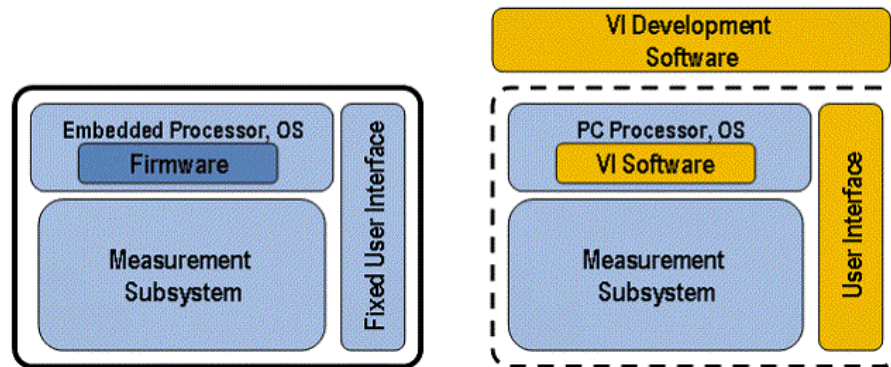 VI Development
Software
Embedded Processor, OS
Firmware
Measurement
Subsystem
Fixed User Interface
PC Processor, OS
VI Software
Measurement
Subsystem
User Interface